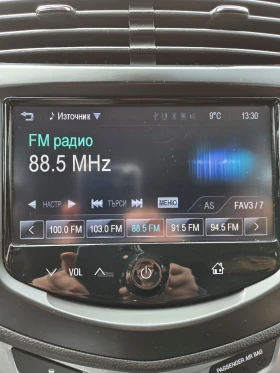 Източник 9°C 13:30
FM радио
88.5 MHz
НАСТР. ТЪРСИ МЕНЮ AS FAV3 / 7
100.0 FM 103.0 FM 88.5 FM 91.5 FM 94.5 FM
VOL
PASSENGER AIR BAG